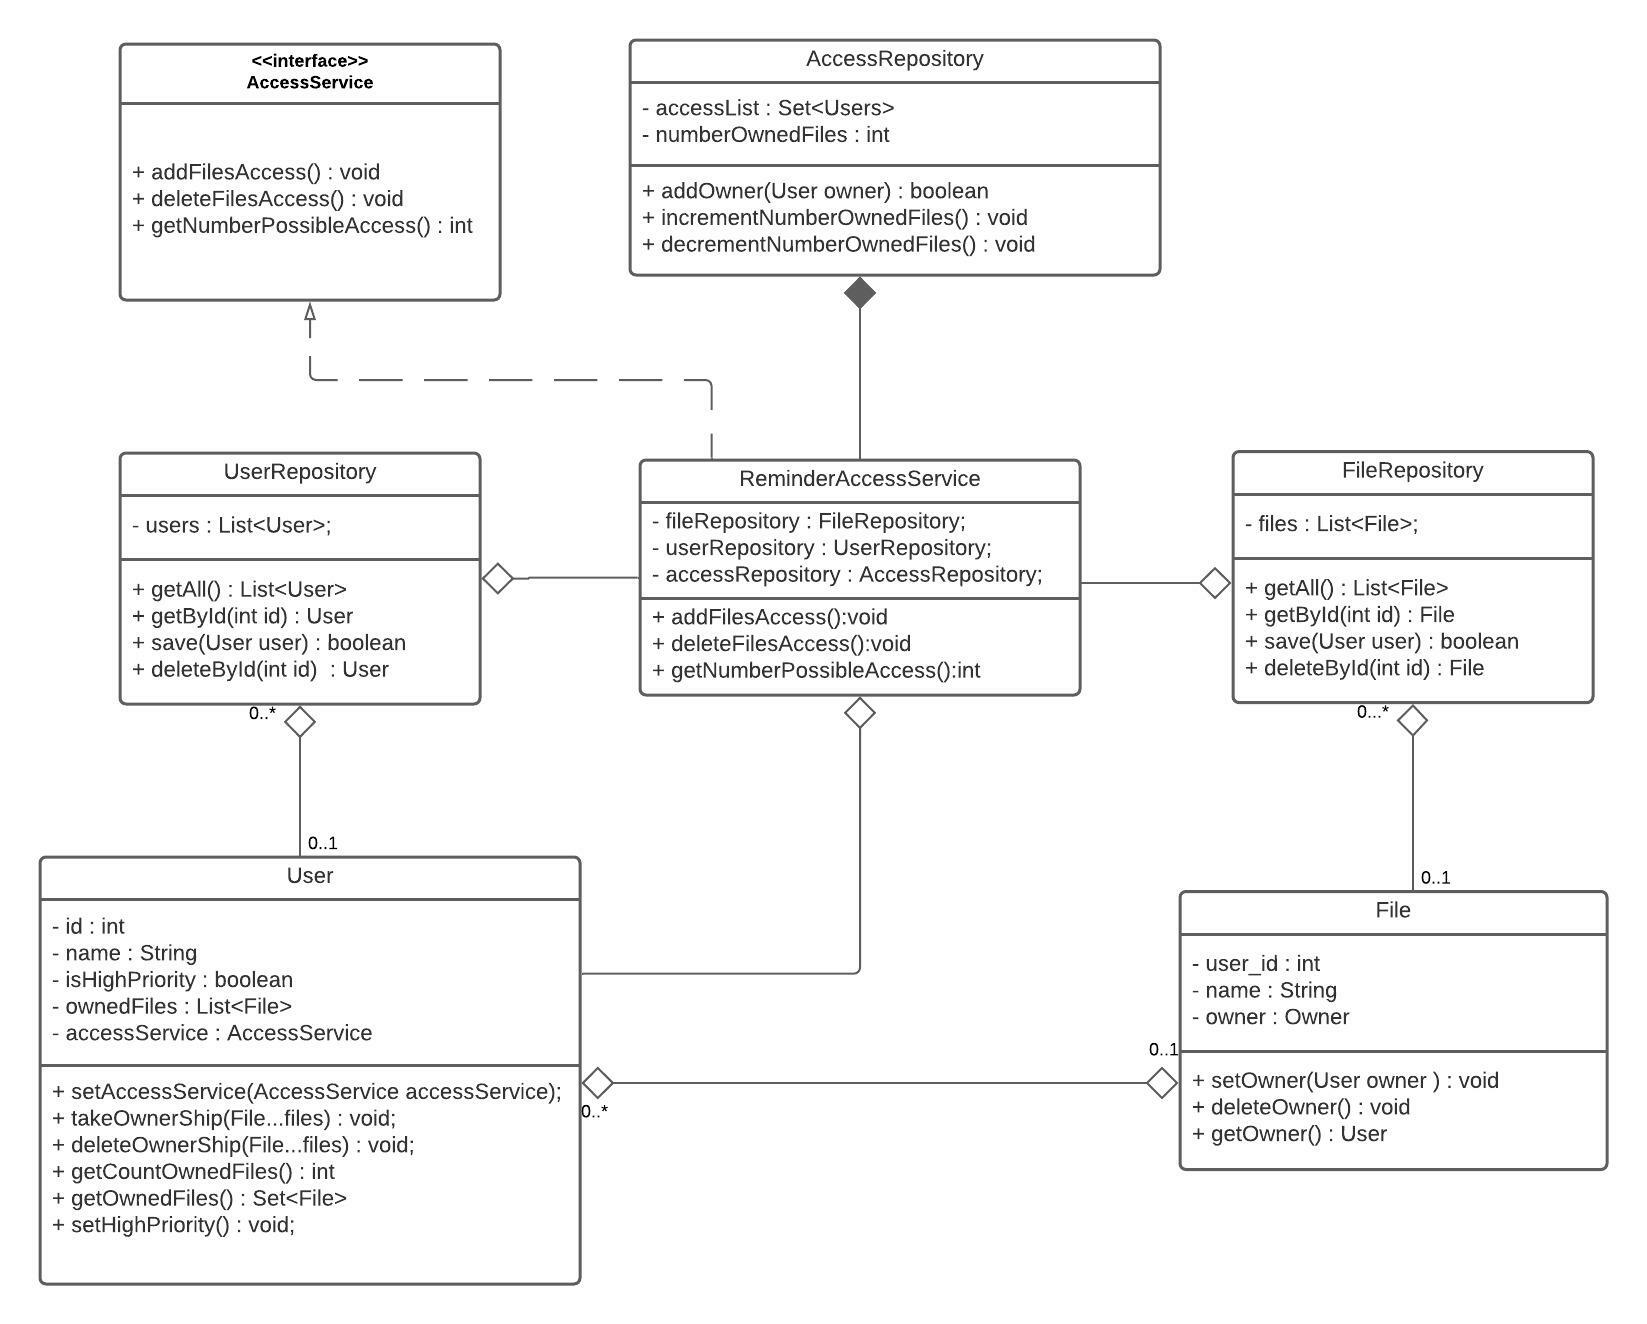 <<interface>>
AccessService
+ addFilesAccess() : void
+ deleteFilesAccess() : void
+ getNumberPossibleAccess() : int
AccessRepository
- accessList : Set<Users>
- numberOwnedFiles : int
+ addOwner(User owner) : boolean
+ incrementNumberOwnedFiles() : void
+ decrementNumberOwnedFiles() : void
UserRepository
- users : List<User>;
+ getAll() : List<User>
+ getById(int id) : User
+ save(User user) : boolean
+ deleteById(int id)  : User
0..*
0..1
ReminderAccessService
- fileRepository : FileRepository;
- userRepository : UserRepository;
- accessRepository : AccessRepository;
+ addFilesAccess():void
+ deleteFilesAccess():void
+ getNumberPossibleAccess():int
FileRepository
- files : List<File>;
+ getAll() : List<File>
+ getById(int id) : File
+ save(User user) : boolean
+ deleteById(int id) : File
0...*
0..1
User
- id : int
- name : String
- isHighPriority : boolean
- ownedFiles : List<File>
- accessService : AccessService
+ setAccessService(AccessService accessService);
+ takeOwnerShip(File...files) : void;
+ deleteOwnerShip(File...files) : void;
+ getCountOwnedFiles() : int
+ getOwnedFiles() : Set<File>
+ setHighPriority() : void;
0..*
0..1
File
- user_id : int
- name : String
- owner : Owner
+ setOwner(User owner ) : void
+ deleteOwner() : void
+ getOwner() : User